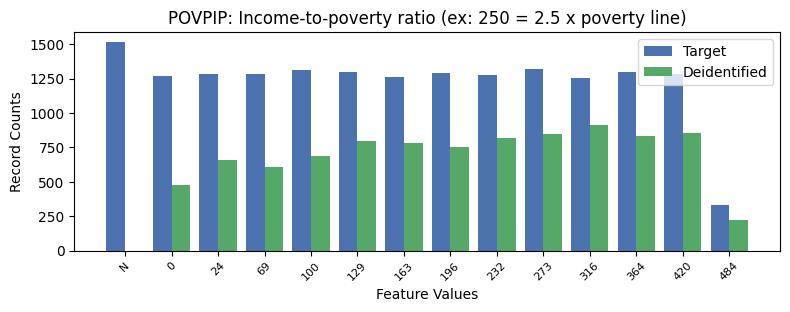 POVPIP: Income-to-poverty ratio (ex: 250 = 2.5 x poverty line)
Target
Deidentified
1500
1250
1000
750
500
250
0
Record Counts
N 0 24 69 100 129 163 196 232 273 316 364 420 484
Feature Values